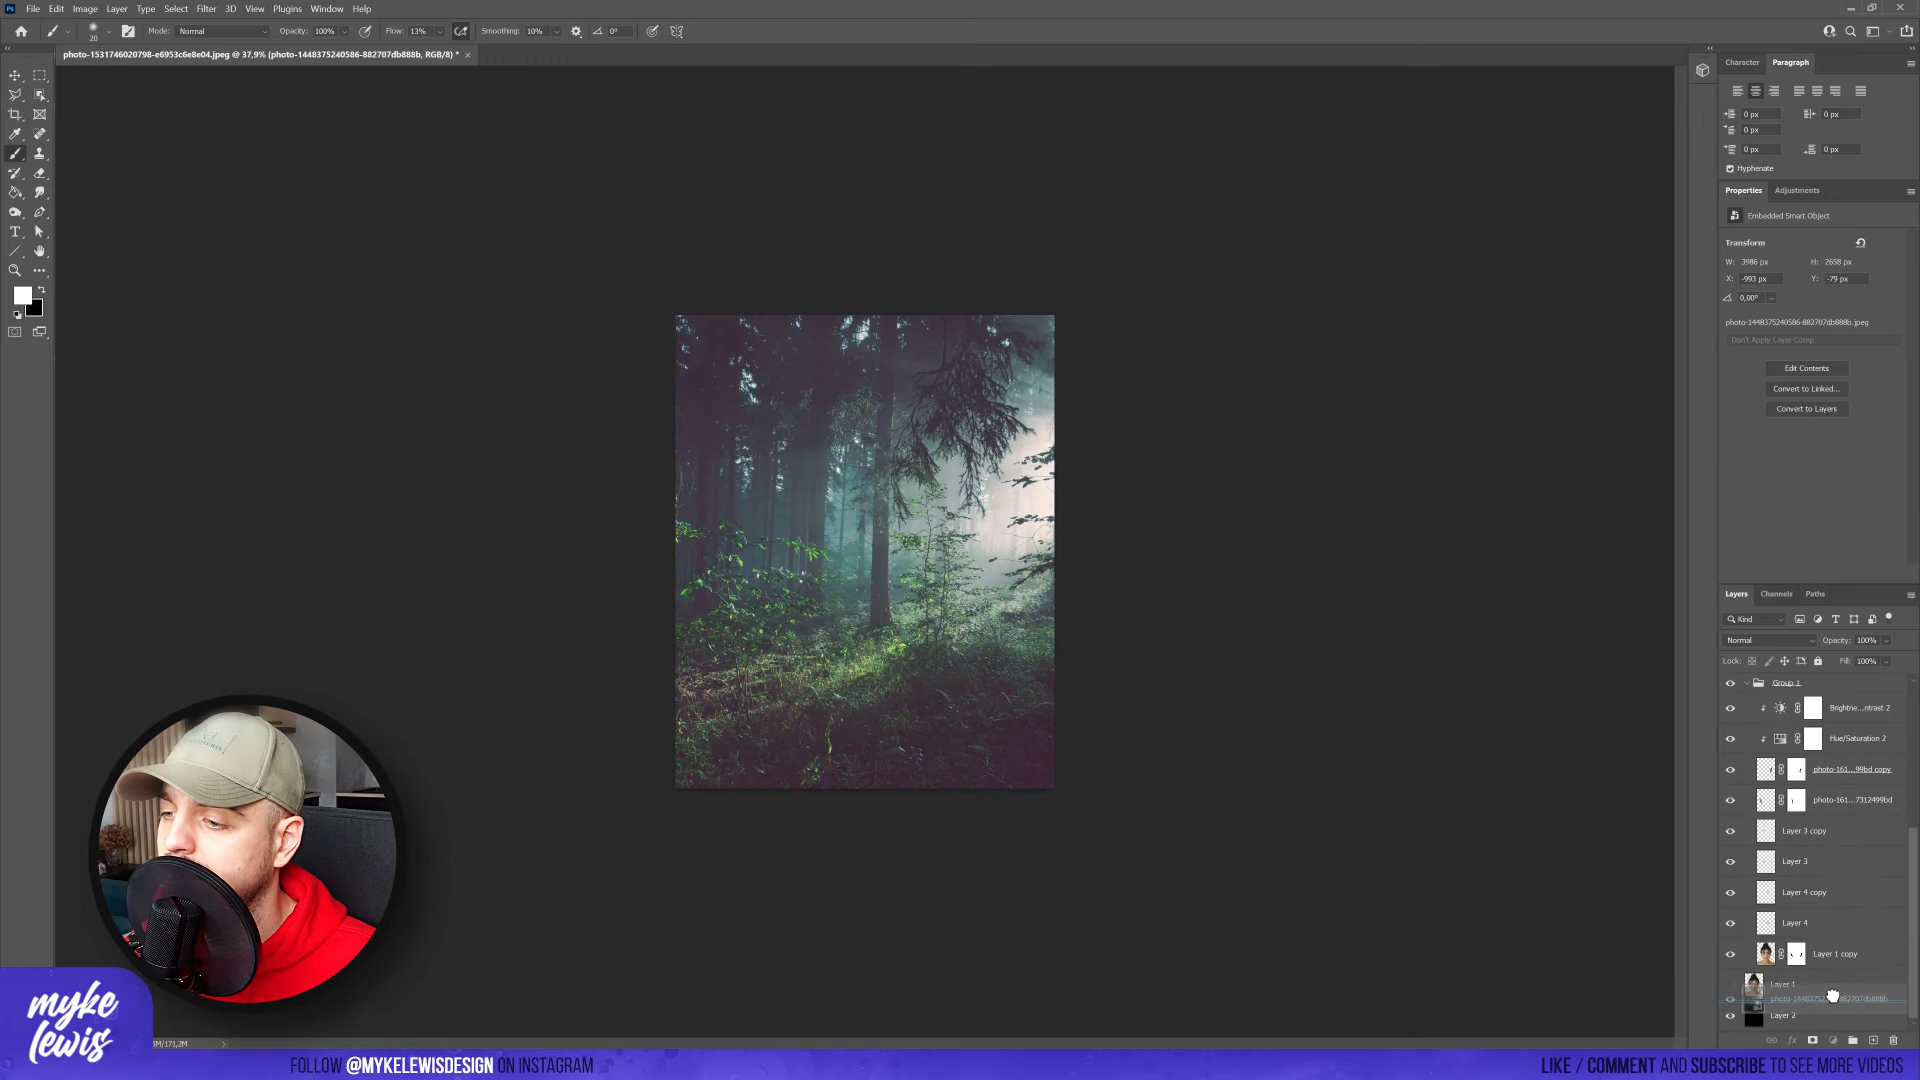 File Edit Image Layer Type Select Filter 3D View Plugins Window Help
20 Mode: Normal Opacity: 100% Flow: 13% Smoothing: 10% 0°
photo-1531746020798-e6953c6e8e04.jpeg @ 37,9% (photo-1448375240586-882707db888b, RGB/8) *
Character Paragraph
0 px 0 px
0 px
0 px 0 px
Hyphenate
Properties Adjustments
Embedded Smart Object
Transform
W: 3986 px H: 2658 px
X: -993 px Y: -79 px
0,00°
photo-1448375240586-882707db888b.jpeg
Don't Apply Layer Comp
Edit Contents
Convert to Linked...
Convert to Layers
Layers Channels Paths
Kind
Normal Opacity: 100%
Lock: Fill: 100%
Group 1
Brightne...ntrast 2
Hue/Saturation 2
photo-161...99bd copy
photo-161...7312499bd
Layer 3 copy
Layer 3
Layer 4 copy
Layer 4
Layer 1 copy
Layer 1
Layer 2
myke
lewis
M/171,2M
FOLLOW @MYKELEWISDESIGN ON INSTAGRAM
LIKE / COMMENT AND SUBSCRIBE TO SEE MORE VIDEOS